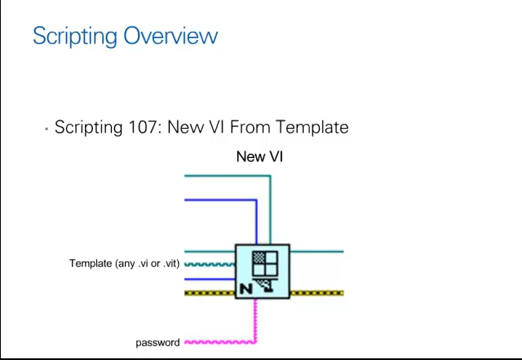 Scripting Overview
· Scripting 107: New VI From Template
New VI
Template (any .vi or .vit)
N
password